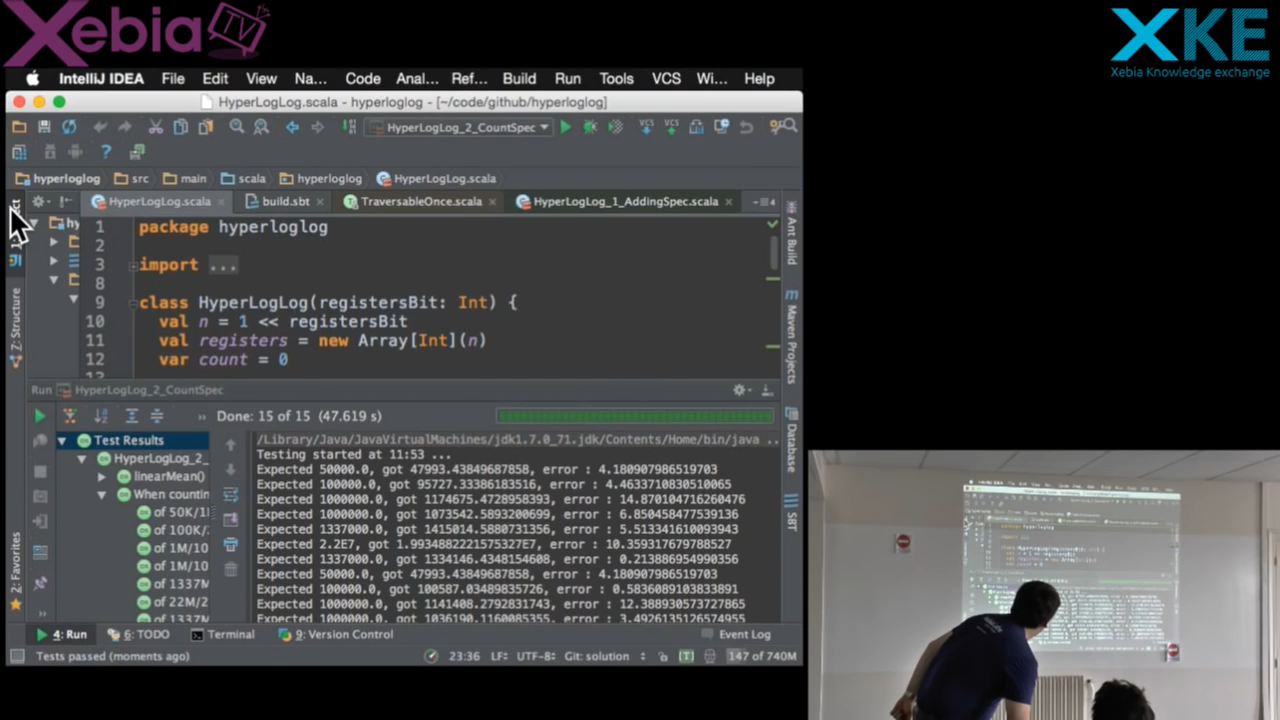 Xebia TV
XKE
Xebia Knowledge exchange
IntelliJ IDEA File Edit View Na... Code Anal... Ref... Build Run Tools VCS Wi... Help
HyperLogLog.scala - hyperloglog - [~/code/github/hyperloglog]
HyperLogLog_2_CountSpec
VCS VCS
hyperloglog src main scala hyperloglog HyperLogLog.scala
HyperLogLog.scala build.sbt TraversableOnce.scala HyperLogLog_1_AddingSpec.scala
hy
1 package hyperloglog
2
3 import ...
8
9 class HyperLogLog(registersBit: Int) {
10 val n = 1 << registersBit
11 val registers = new Array[Int](n)
12 var count = 0
Z: Structure
2: Favorites
Ant Build
Maven Projects
Database
SBT
Run HyperLogLog_2_CountSpec
Done: 15 of 15 (47.619 s)
Test Results
HyperLogLog_2_
linearMean()
When countin
of 50K/1
of 100K/
of 1M/10
of 1M/10
of 1337M
of 22M/2
of 1337M
/Library/Java/JavaVirtualMachines/jdk1.7.0_71.jdk/Contents/Home/bin/java ..
Testing started at 11:53 ...
Expected 50000.0, got 47993.43849687858, error : 4.180907986519703
Expected 100000.0, got 95727.33386183516, error : 4.4633710830510065
Expected 1000000.0, got 1174675.4728958393, error : 14.870104716260476
Expected 1000000.0, got 1073542.5893200699, error : 6.850458477539136
Expected 1337000.0, got 1415014.5880731356, error : 5.513341610093943
Expected 2.2E7, got 1.9934882221575327E7, error : 10.359317679788527
Expected 1337000.0, got 1334146.4348154608, error : 0.213886954990356
Expected 50000.0, got 47993.43849687858, error : 4.180907986519703
Expected 100000.0, got 100587.03489835726, error : 0.5836089103833891
Expected 1000000.0, got 1141408.2792831743, error : 12.388930573727865
4: Run 6: TODO Terminal 9: Version Control Event Log
Tests passed (moments ago) 23:36 LF UTF-8 Git: solution [T] 147 of 740M